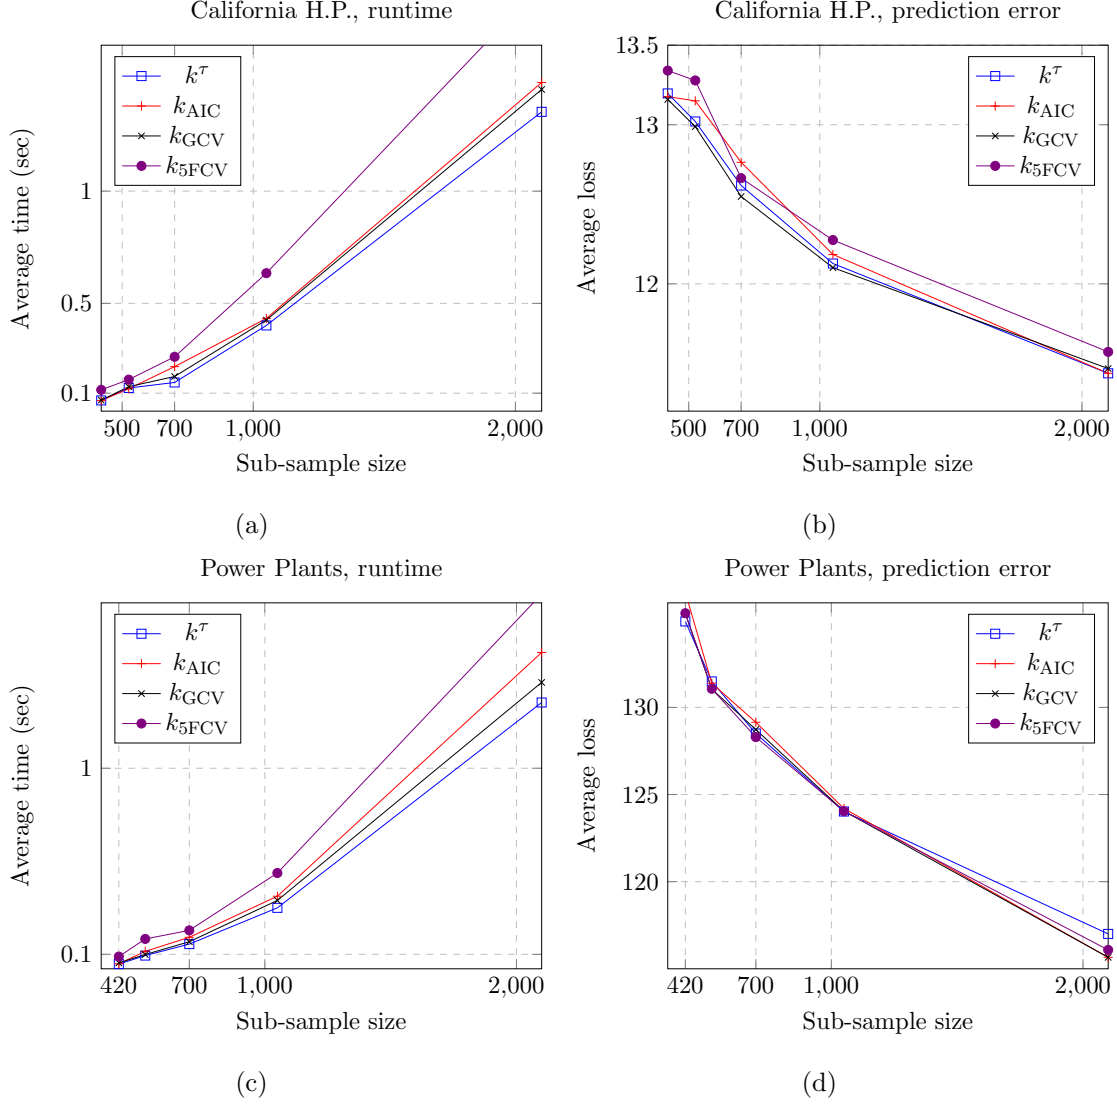 California H.P., runtime
kτ
kAIC
kGCV
k5FCV
1
0.5
0.1
500 700 1,000 2,000
Average time (sec)
Sub-sample size
(a)
California H.P., prediction error
kτ
kAIC
kGCV
k5FCV
13.5
13
12
500 700 1,000 2,000
Average loss
Sub-sample size
(b)
Power Plants, runtime
kτ
kAIC
kGCV
k5FCV
1
0.1
420 700 1,000 2,000
Average time (sec)
Sub-sample size
(c)
Power Plants, prediction error
kτ
kAIC
kGCV
k5FCV
130
125
120
420 700 1,000 2,000
Average loss
Sub-sample size
(d)